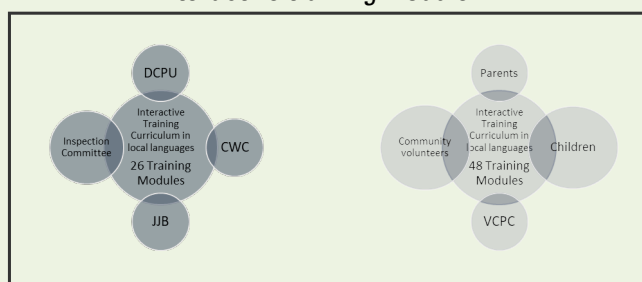 DCPU
Interactive
Training
Curriculum in
local languages
26 Training
Modules
Inspection
Committee
CWC
JJB
Parents
Interactive
Training
Curriculum in
local languages
48 Training
Modules
Community
volunteers
Children
VCPC